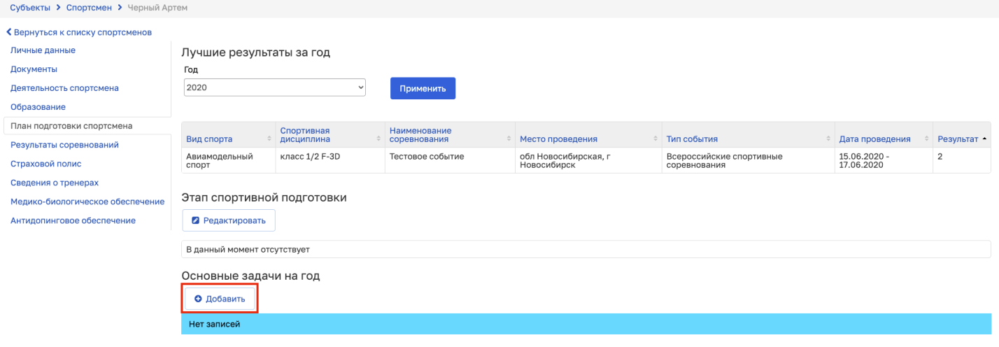 Субъекты > Спортсмен > Черный Артем
Вернуться к списку спортсменов
Личные данные
Документы
Деятельность спортсмена
Образование
План подготовки спортсмена
Результаты соревнований
Страховой полис
Сведения о тренерах
Медико-биологическое обеспечение
Антидопинговое обеспечение
Лучшие результаты за год
Год
2020
Применить
Вид спорта
Спортивная
дисциплина
Наименование
соревнования
Место проведения
Тип события
Дата проведения
Результат
Авиамодельный
спорт
класс 1/2 F-3D
Тестовое событие
обл Новосибирская, г
Новосибирск
Всероссийские спортивные
соревнования
15.06.2020 -
17.06.2020
2
Этап спортивной подготовки
Редактировать
В данный момент отсутствует
Основные задачи на год
Добавить
Нет записей